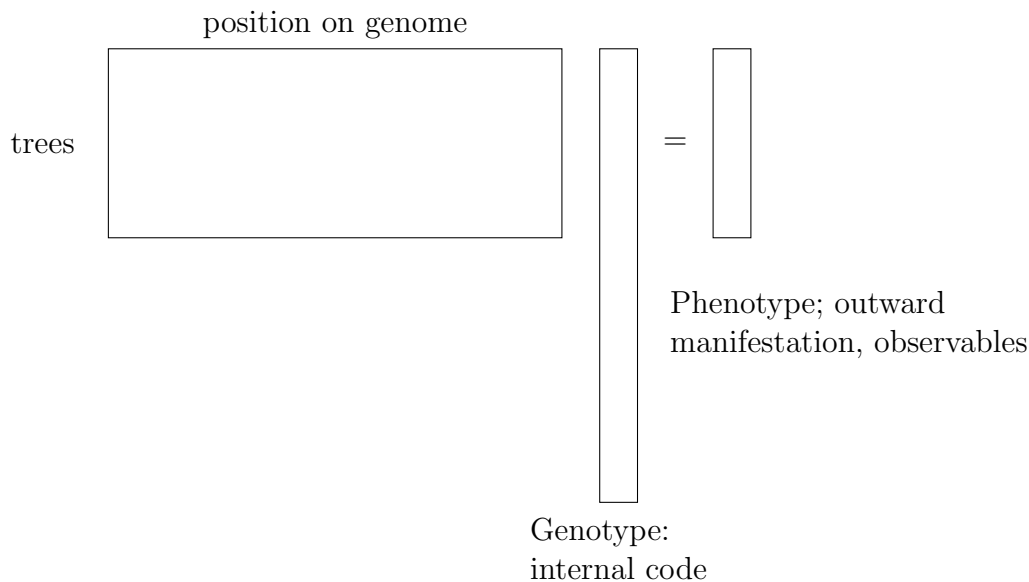 position on genome
trees
=
Phenotype; outward
manifestation, observables
Genotype:
internal code